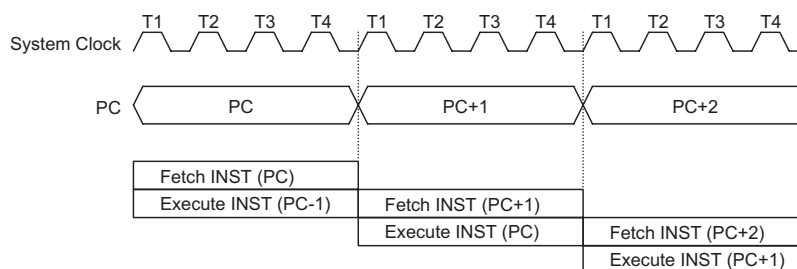 T1 T2 T3 T4 T1 T2 T3 T4 T1 T2 T3 T4
System Clock
PC PC PC+1 PC+2
Fetch INST (PC)
Execute INST (PC-1) Fetch INST (PC+1)
Execute INST (PC) Fetch INST (PC+2)
Execute INST (PC+1)